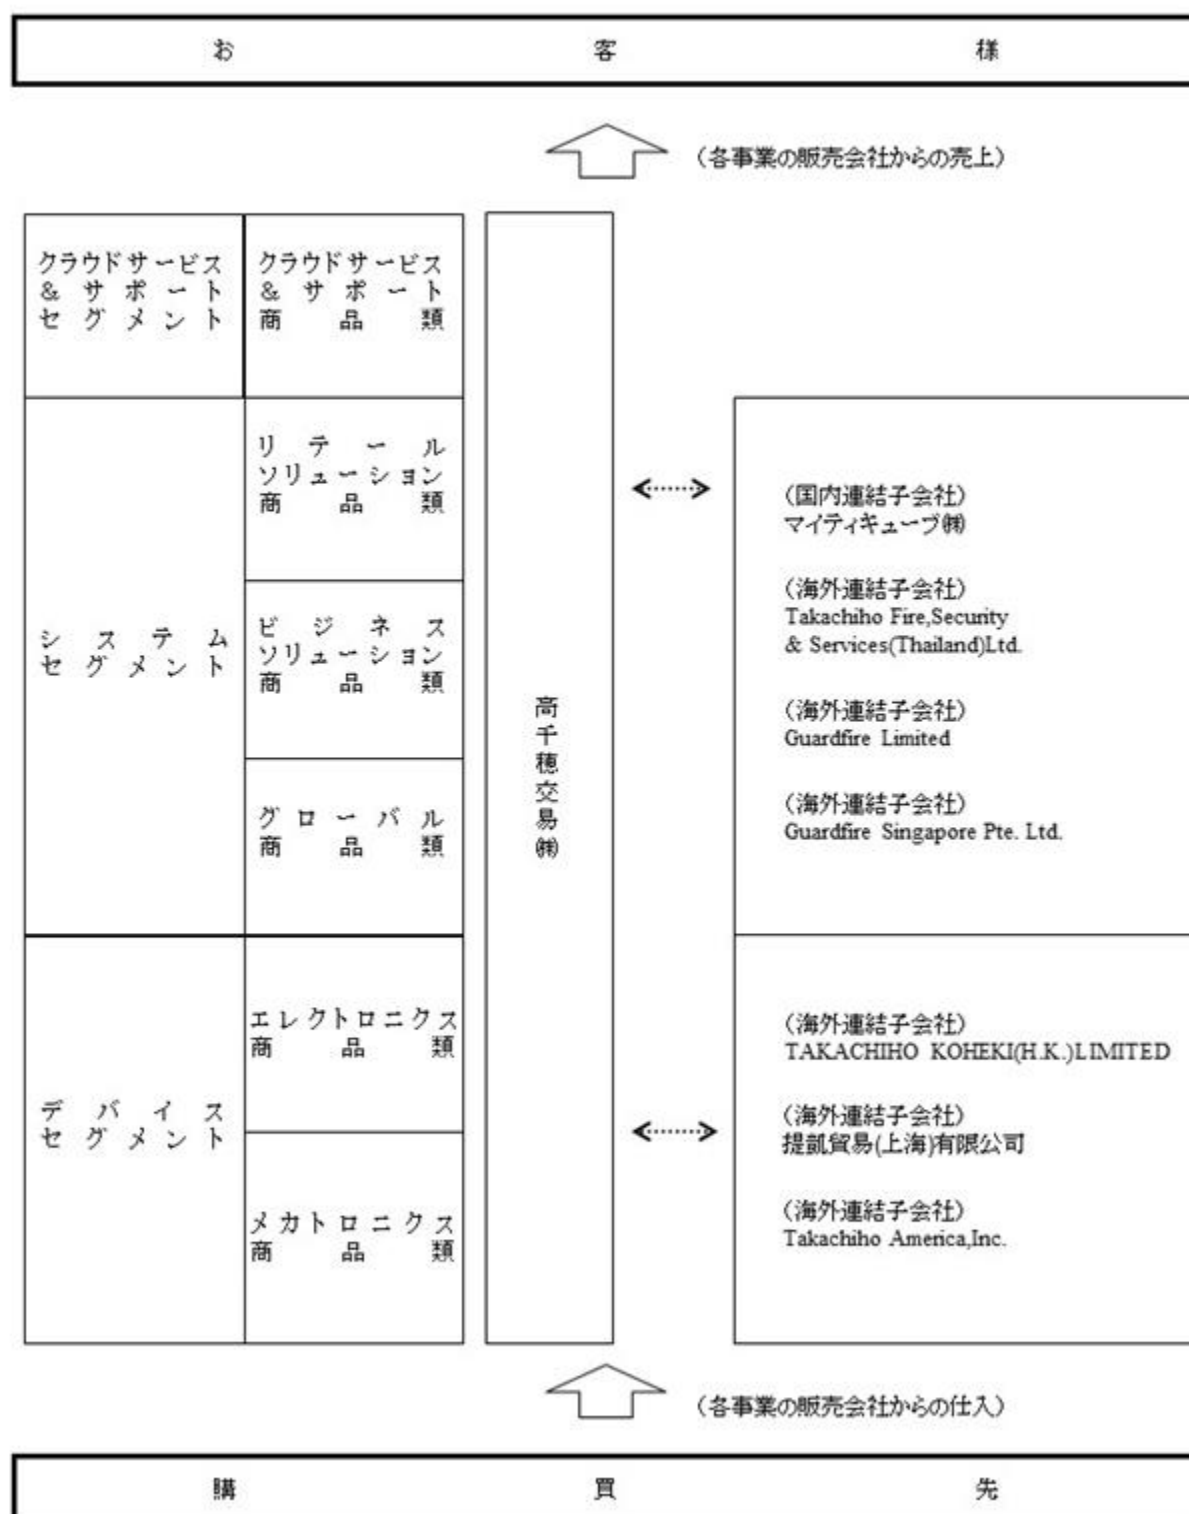 お客様
（各事業の販売会社からの売上）
クラウドサービス
＆サポート
セグメント
クラウドサービス
＆サポート
商品類
システム
セグメント
リテール
ソリューション
商品類
ビジネス
ソリューション
商品類
グローバル
商品類
デバイス
セグメント
エレクトロニクス
商品類
メカトロニクス
商品類
高千穂交易㈱
（国内連結子会社）
マイティキューブ㈱
（海外連結子会社）
Takachiho Fire,Security
& Services(Thailand)Ltd.
（海外連結子会社）
Guardfire Limited
（海外連結子会社）
Guardfire Singapore Pte. Ltd.
（海外連結子会社）
TAKACHIHO KOHEKI(H.K.)LIMITED
（海外連結子会社）
提凱貿易(上海)有限公司
（海外連結子会社）
Takachiho America,Inc.
（各事業の販売会社からの仕入）
購買先